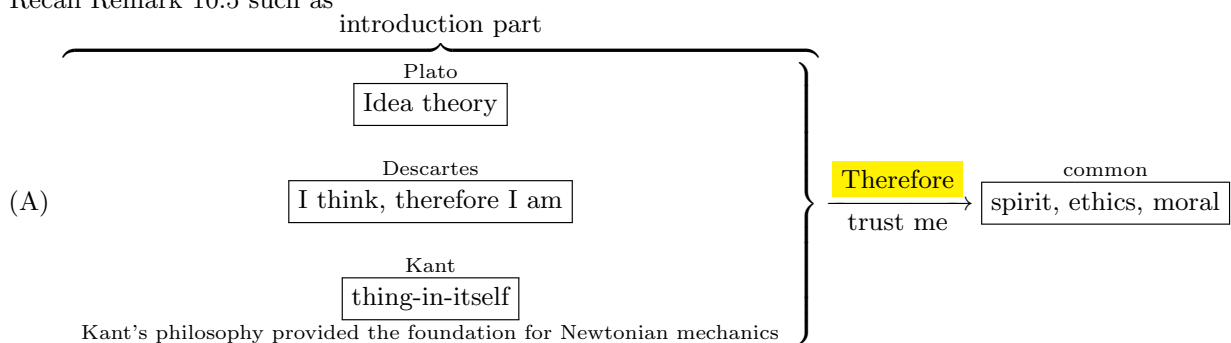 Recall Remark 10.5 such as
introduction part
Plato
Idea theory
Descartes
(A)
I think, therefore I am
Kant
thing-in-itself
Kant's philosophy provided the foundation for Newtonian mechanics
Therefore
trust me
common
spirit, ethics, moral